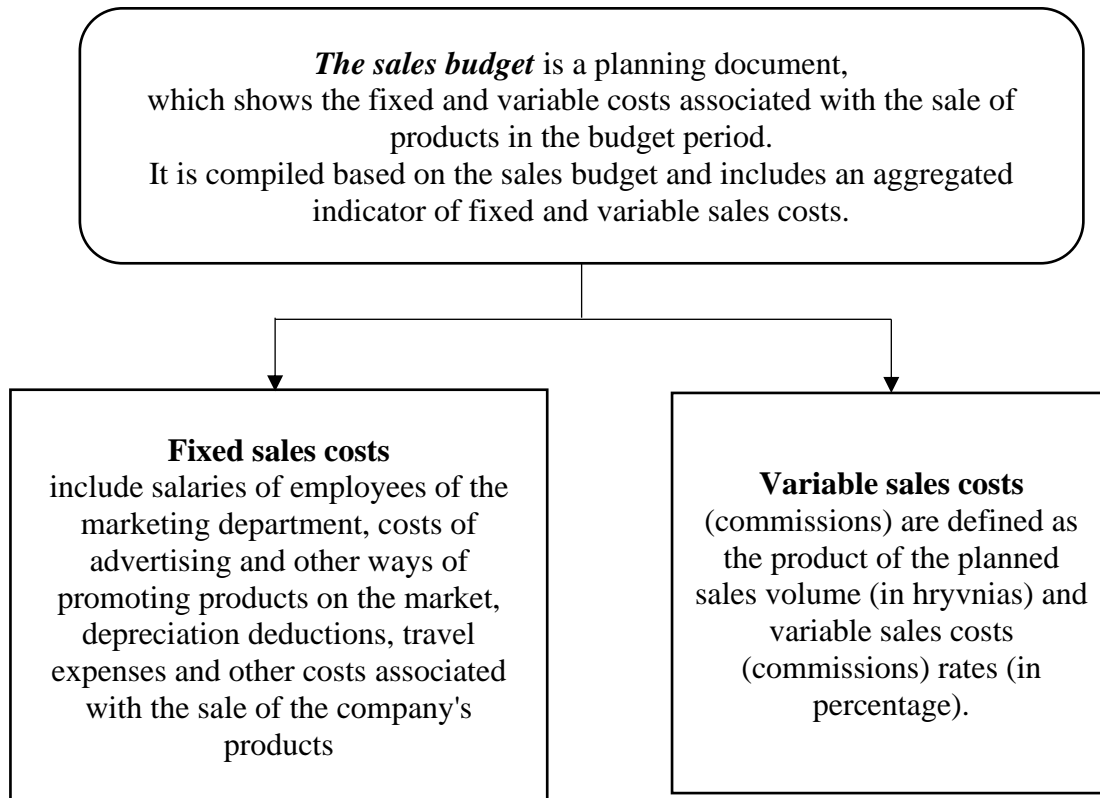 The sales budget is a planning document,
which shows the fixed and variable costs associated with the sale of
products in the budget period.
It is compiled based on the sales budget and includes an aggregated
indicator of fixed and variable sales costs.
Fixed sales costs
include salaries of employees of the
marketing department, costs of
advertising and other ways of
promoting products on the market,
depreciation deductions, travel
expenses and other costs associated
with the sale of the company's
products
Variable sales costs
(commissions) are defined as
the product of the planned
sales volume (in hryvnias) and
variable sales costs
(commissions) rates (in
percentage).